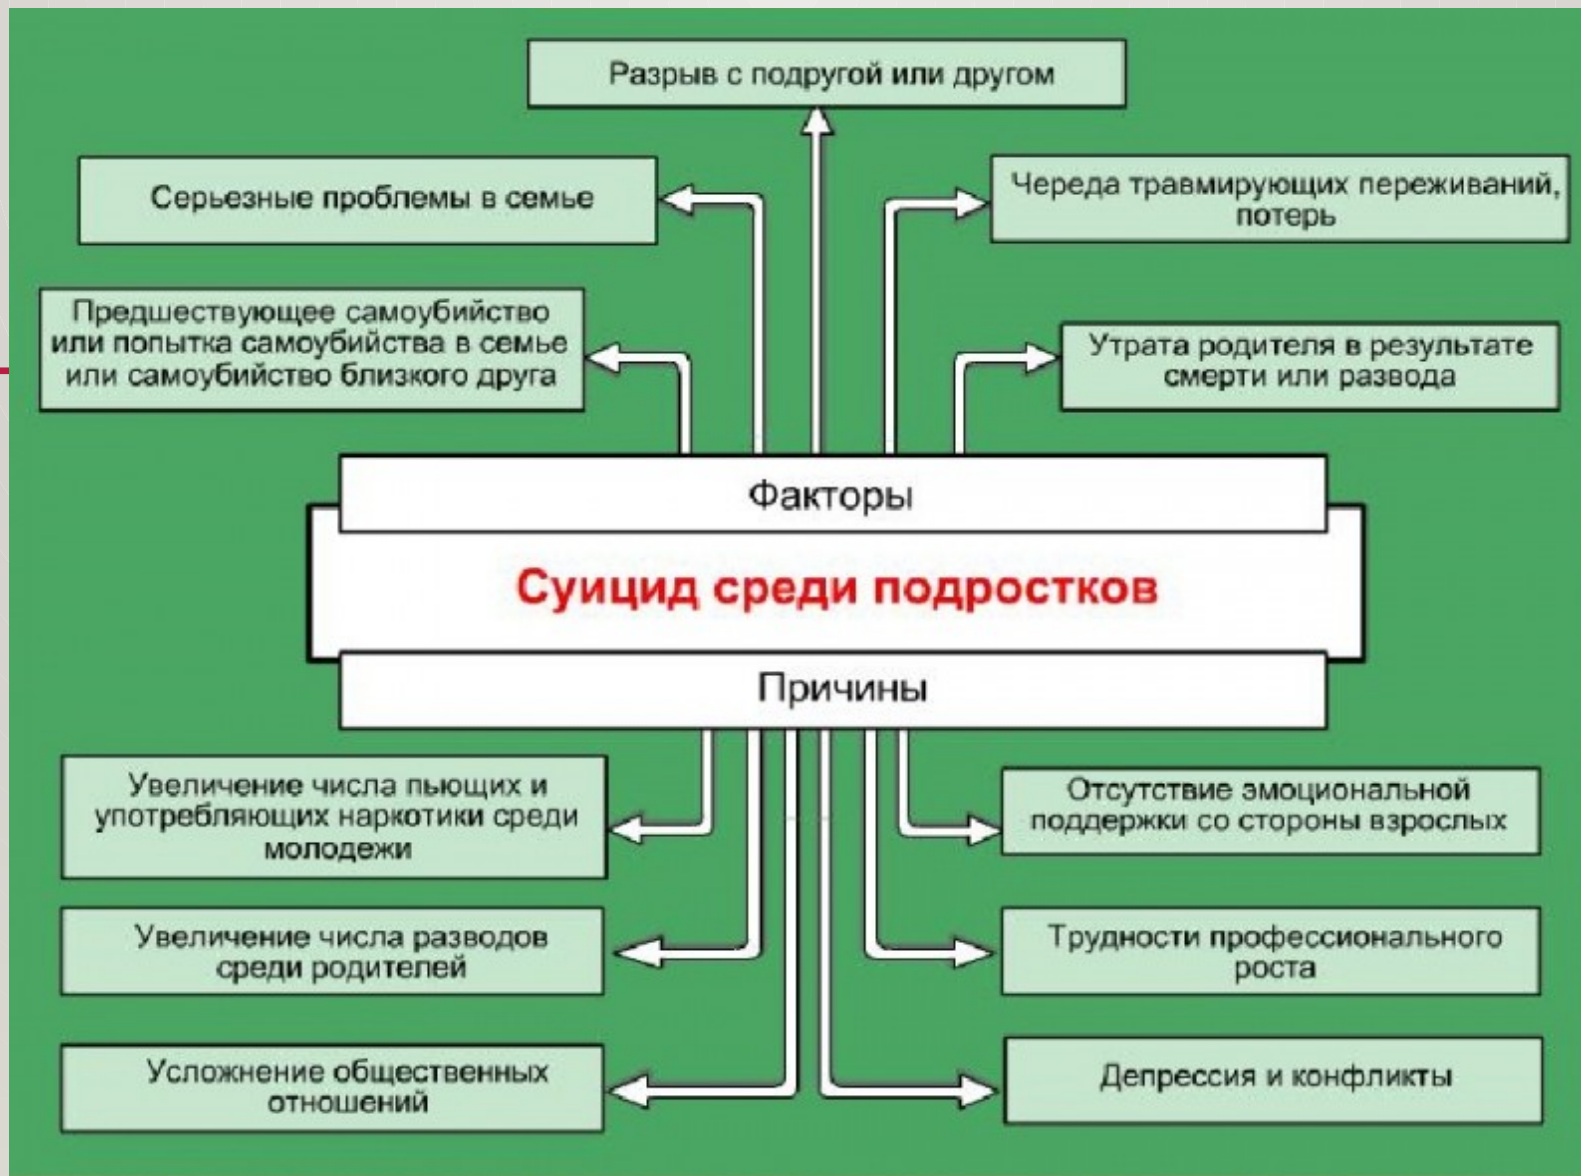 Разрыв с подругой или другом
Серьезные проблемы в семье
Череда травмирующих переживаний,
потерь
Предшествующее самоубийство
или попытка самоубийства в семье
или самоубийство близкого друга
Утрата родителя в результате
смерти или развода
Факторы
Суицид среди подростков
Причины
Увеличение числа пьющих и
употребляющих наркотики среди
молодежи
Отсутствие эмоциональной
поддержки со стороны взрослых
Увеличение числа разводов
среди родителей
Трудности профессионального
роста
Усложнение общественных
отношений
Депрессия и конфликты